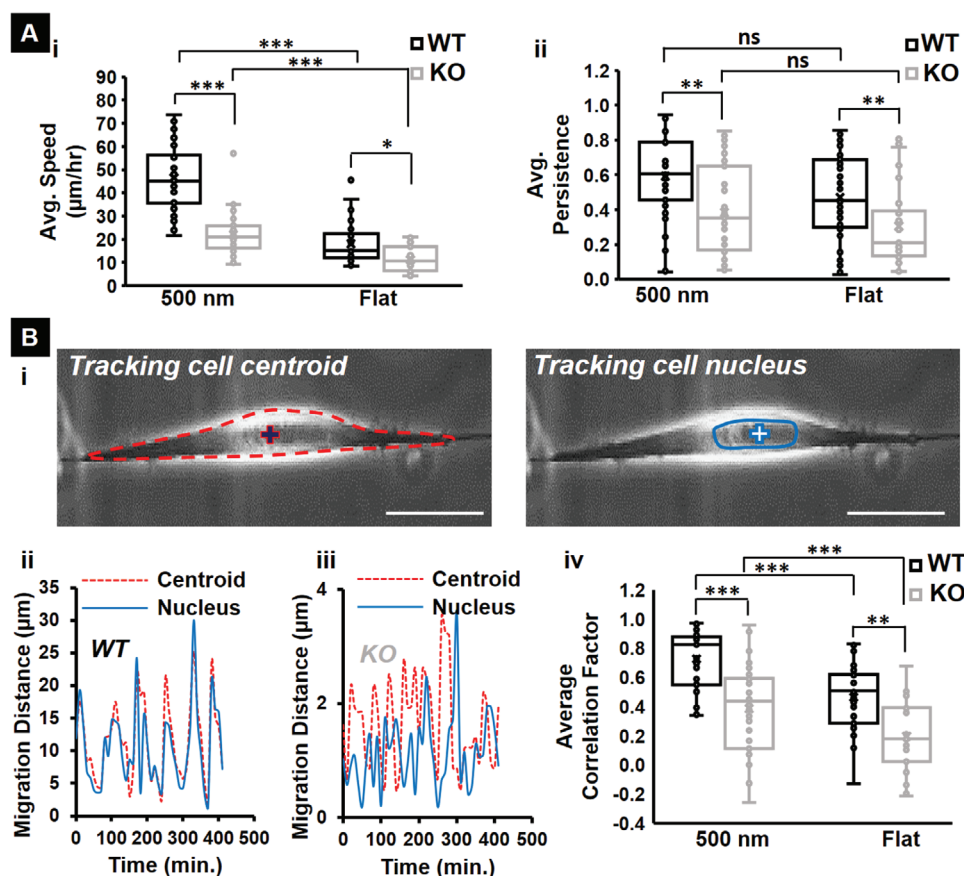 A
i
WT
KO
***
***
***
*
Avg. Speed
(µm/hr)
90
80
70
60
50
40
30
20
10
0
500 nm
Flat
ii
WT
KO
ns
ns
**
**
Avg.
Persistence
1.2
1.0
0.8
0.6
0.4
0.2
0.0
500 nm
Flat
B
i
Tracking cell centroid
Tracking cell nucleus
ii
Centroid
Nucleus
WT
Migration Distance (µm)
35
30
25
20
15
10
5
0
0 100 200 300 400 500
Time (min.)
iii
Centroid
Nucleus
KO
Migration Distance (µm)
4
2
0
0 100 200 300 400 500
Time (min.)
iv
WT
KO
***
***
***
**
Average
Correlation Factor
1.2
1.0
0.8
0.6
0.4
0.2
0.0
-0.2
-0.4
500 nm
Flat